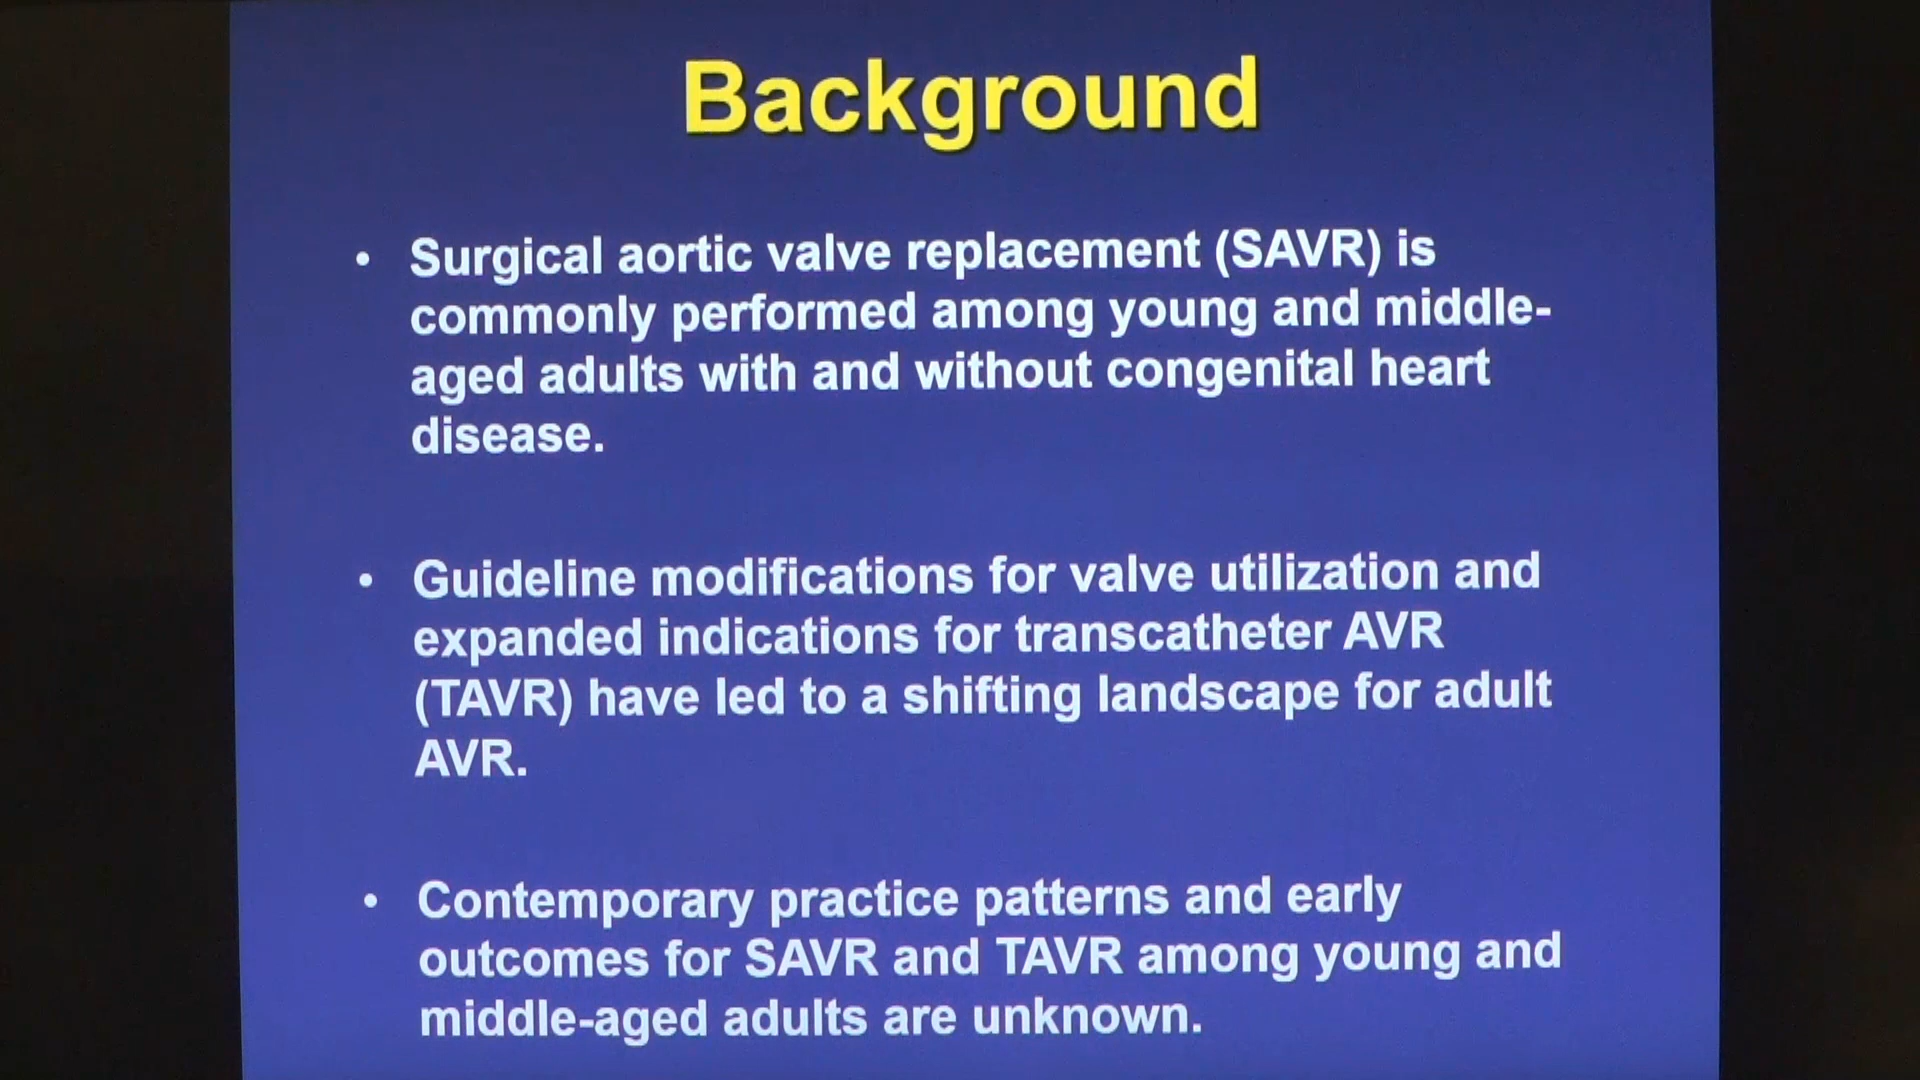 Background
• Surgical aortic valve replacement (SAVR) is
commonly performed among young and middle-
aged adults with and without congenital heart
disease.
• Guideline modifications for valve utilization and
expanded indications for transcatheter AVR
(TAVR) have led to a shifting landscape for adult
AVR.
• Contemporary practice patterns and early
outcomes for SAVR and TAVR among young and
middle-aged adults are unknown.